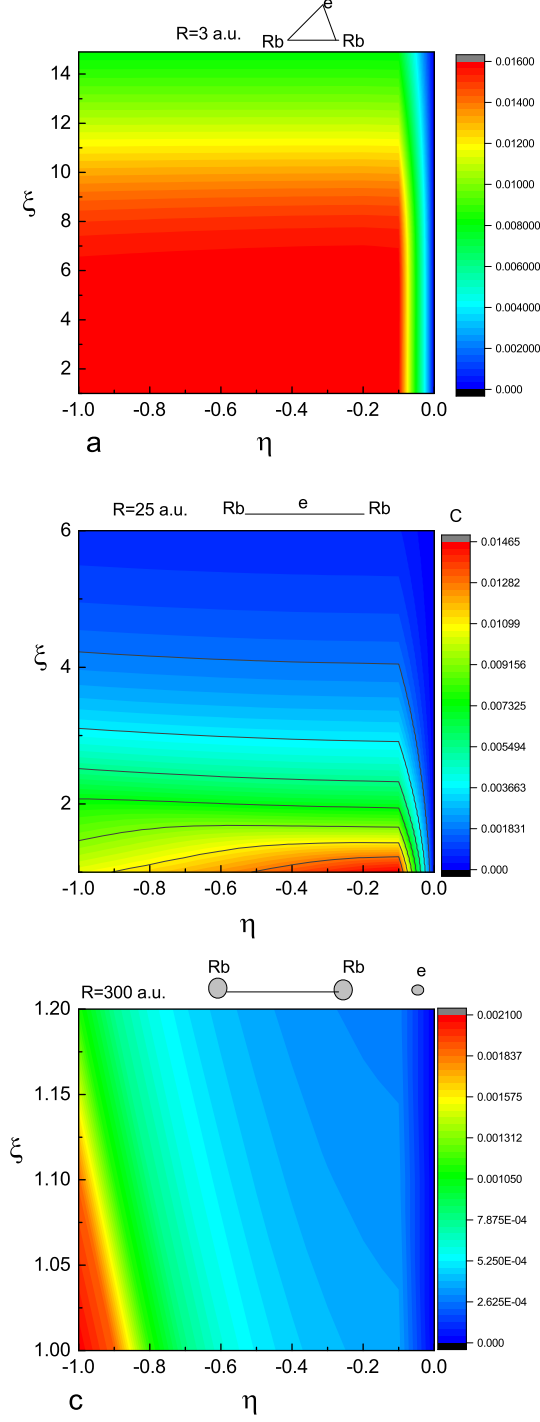 e
R=3 a.u.
Rb Rb
14
12
10
8
6
4
2
ξ
-1.0 -0.8 -0.6 -0.4 -0.2 0.0
a η
0.01600
0.01400
0.01200
0.01000
0.008000
0.006000
0.004000
0.002000
0.000
R=25 a.u. Rb e Rb
C
6
4
2
ξ
-1.0 -0.8 -0.6 -0.4 -0.2 0.0
η
0.01465
0.01282
0.01099
0.009156
0.007325
0.005494
0.003663
0.001831
0.000
Rb Rb e
R=300 a.u.
1.20
1.15
1.10
1.05
1.00
ξ
-1.0 -0.8 -0.6 -0.4 -0.2 0.0
c η
0.002100
0.001837
0.001575
0.001312
0.001050
7.875E-04
5.250E-04
2.625E-04
0.000